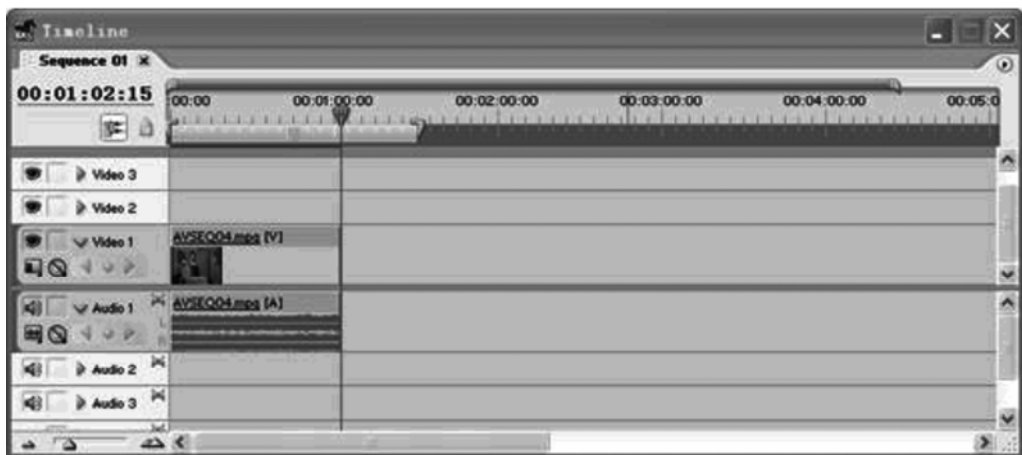 Timeline
Sequence 01
00:01:02:15
00:00 00:01:00:00 00:02:00:00 00:03:00:00 00:04:00:00 00:05:0
Video 3
Video 2
Video 1
AVSEQ04.mpg [V]
Audio 1
AVSEQ04.mpg [A]
L
R
Audio 2
Audio 3